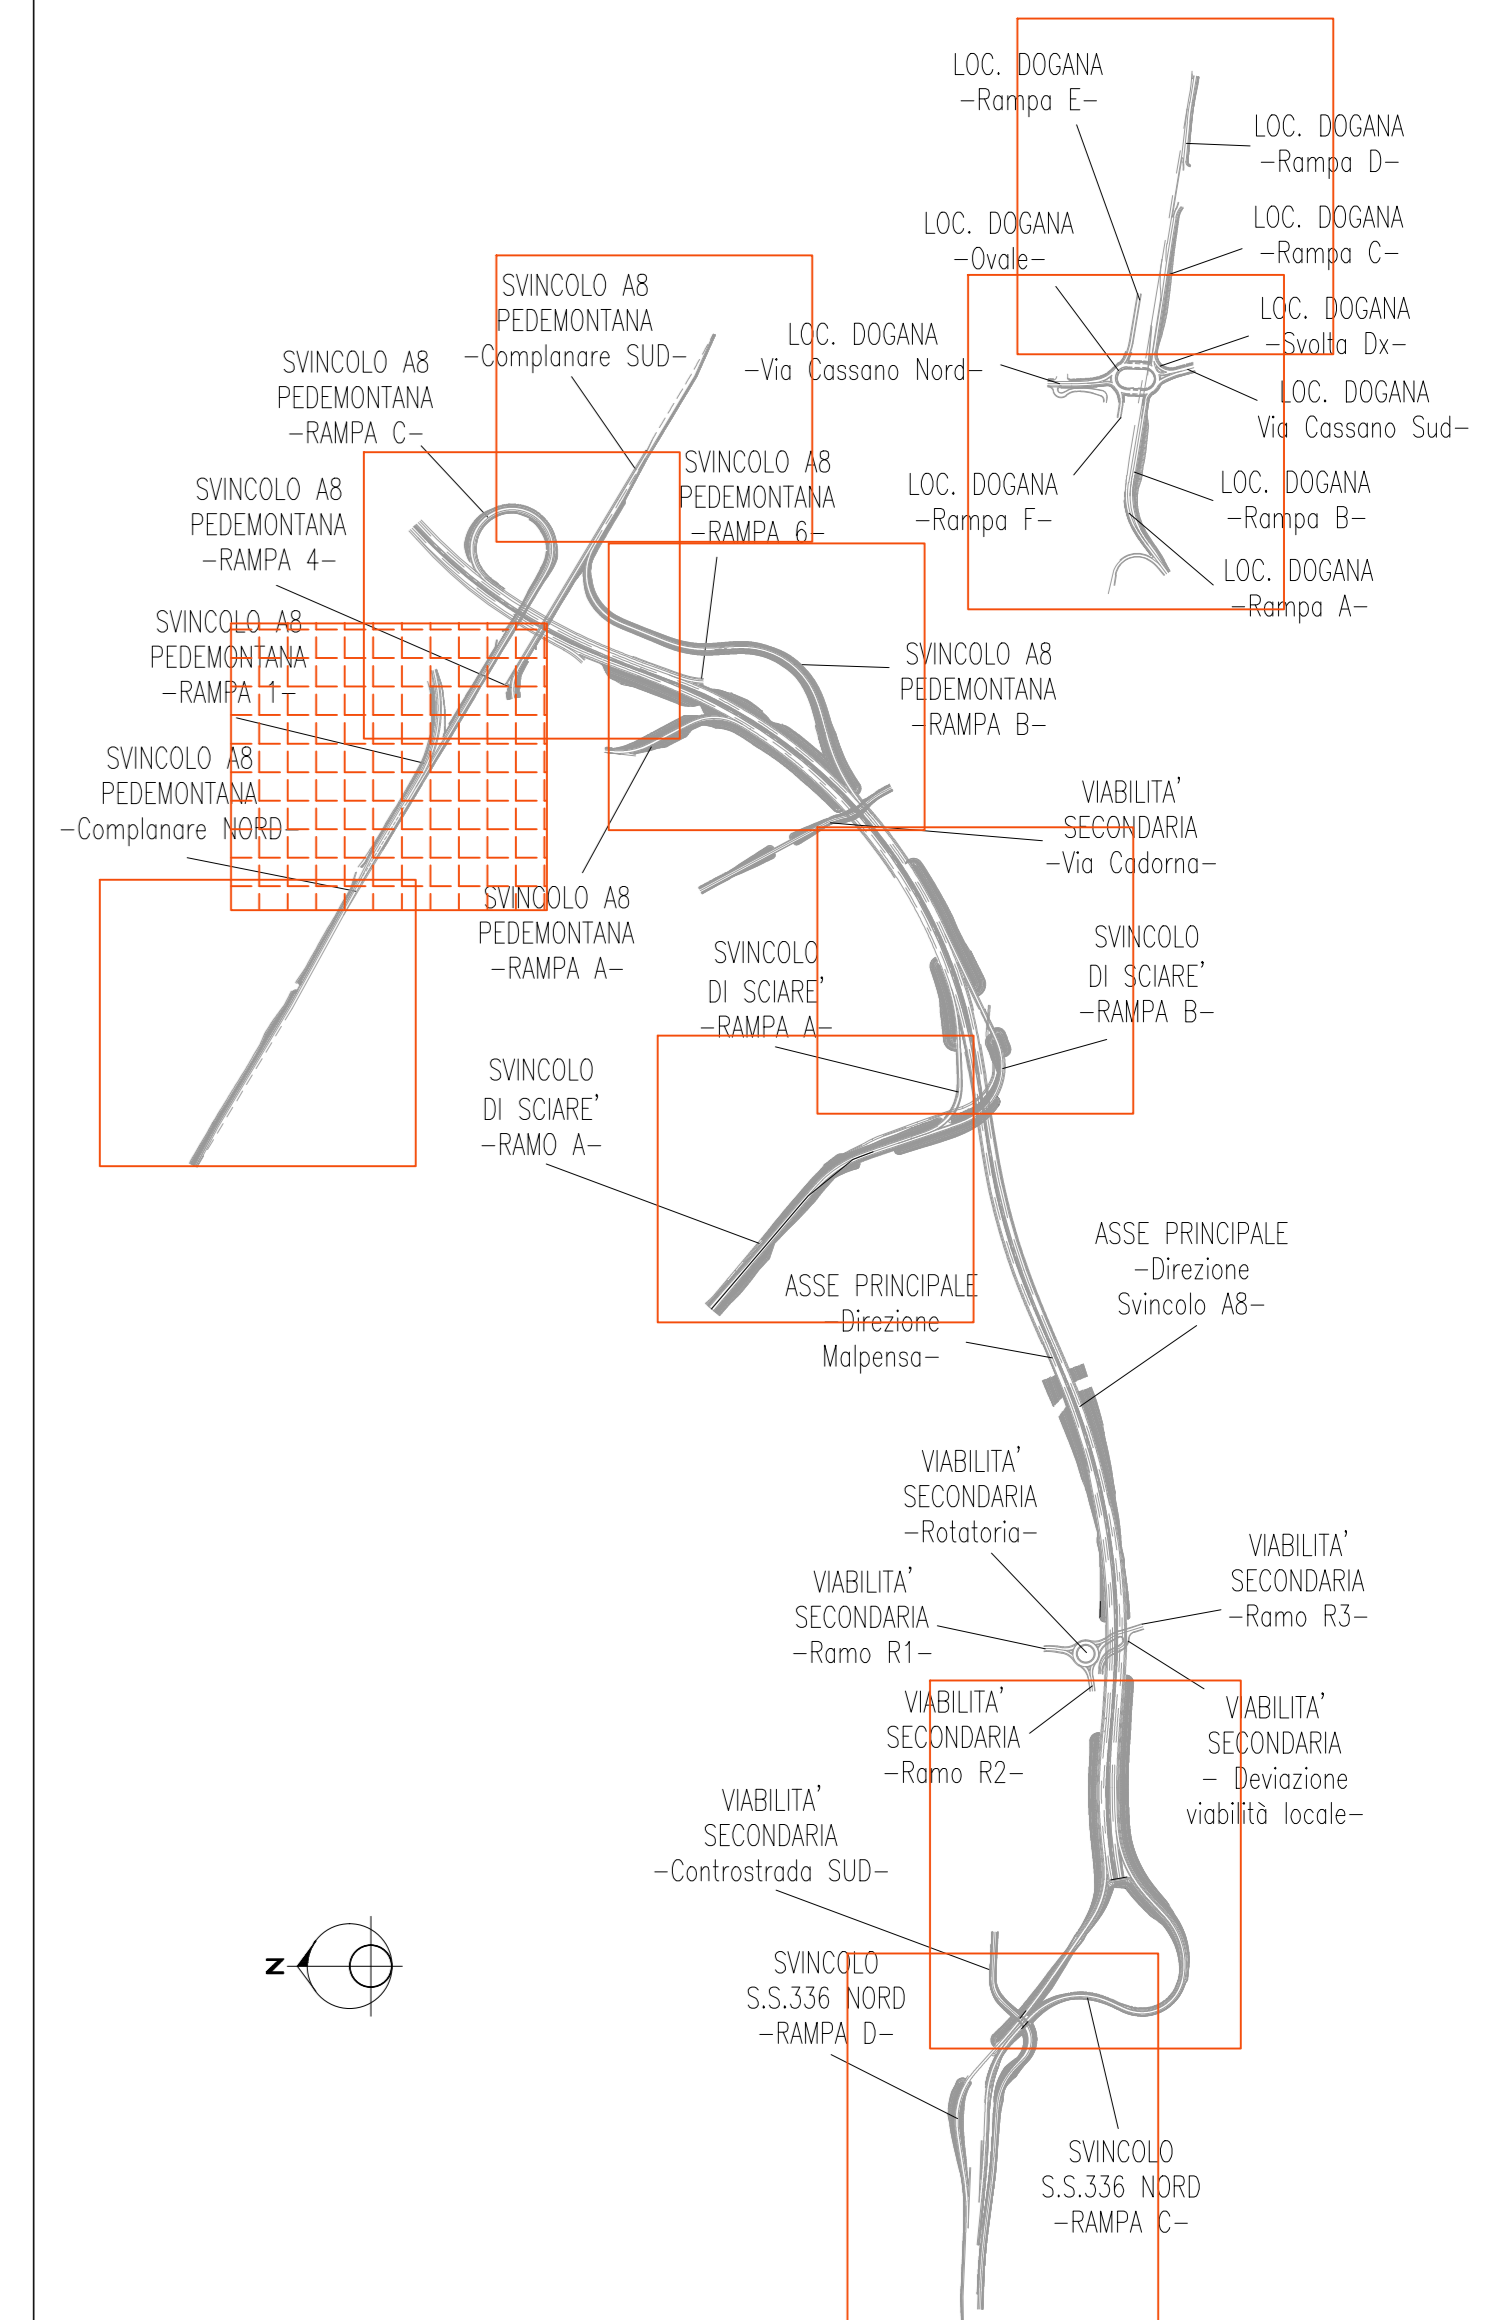 LOC. DOGANA
-Rampa E-
LOC. DOGANA
-Rampa D-
LOC. DOGANA
-Ovale-
LOC. DOGANA
-Rampa C-
SVINCOLO A8
PEDEMONTANA
-Complanare SUD-
LOC. DOGANA
-Via Cassano Nord-
LOC. DOGANA
-Svolta Dx-
SVINCOLO A8
PEDEMONTANA
-RAMPA C-
LOC. DOGANA
Via Cassano Sud-
SVINCOLO A8
PEDEMONTANA
-RAMPA 6-
SVINCOLO A8
PEDEMONTANA
-RAMPA 4-
LOC. DOGANA
-Rampa F-
LOC. DOGANA
-Rampa B-
LOC. DOGANA
-Rampa A-
SVINCOLO A8
PEDEMONTANA
-RAMPA 1-
SVINCOLO A8
PEDEMONTANA
-RAMPA B-
SVINCOLO A8
PEDEMONTANA
-Complanare NORD-
VIABILITA'
SECONDARIA
-Via Cadorna-
SVINCOLO A8
PEDEMONTANA
-RAMPA A-
SVINCOLO
DI SCIARE'
-RAMPA A-
SVINCOLO
DI SCIARE'
-RAMPA B-
SVINCOLO
DI SCIARE'
-RAMO A-
ASSE PRINCIPALE
-Direzione
Svincolo A8-
ASSE PRINCIPALE
-Direzione
Malpensa-
VIABILITA'
SECONDARIA
-Rotatoria-
VIABILITA'
SECONDARIA
-Ramo R3-
VIABILITA'
SECONDARIA
-Ramo R1-
VIABILITA'
SECONDARIA
-Ramo R2-
VIABILITA'
SECONDARIA
- Deviazione
viabilità locale-
VIABILITA'
SECONDARIA
-Controstrada SUD-
N
SVINCOLO
S.S.336 NORD
-RAMPA D-
SVINCOLO
S.S.336 NORD
-RAMPA C-